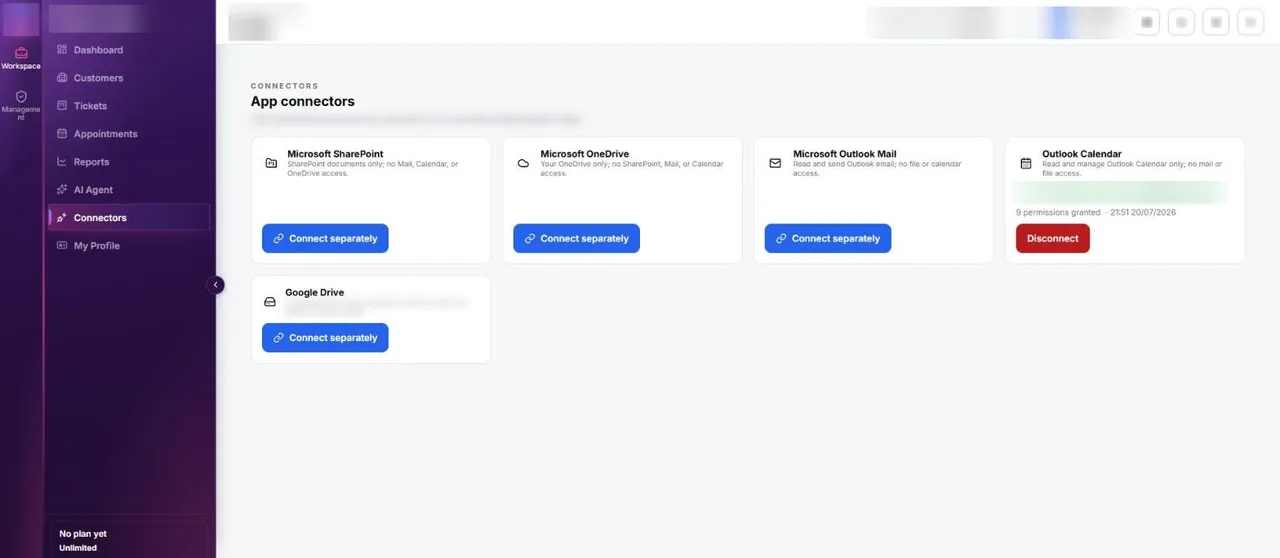 Workspace
Manageme
nt
Dashboard
Customers
Tickets
Appointments
Reports
AI Agent
Connectors
My Profile
No plan yet
Unlimited
CONNECTORS
App connectors
Microsoft SharePoint
SharePoint documents only; no Mail, Calendar, or
OneDrive access.
Connect separately
Microsoft OneDrive
Your OneDrive only; no SharePoint, Mail, or Calendar
access.
Connect separately
Microsoft Outlook Mail
Read and send Outlook email; no file or calendar
access.
Connect separately
Outlook Calendar
Read and manage Outlook Calendar only; no mail or
file access.
9 permissions granted · 21:51 20/07/2026
Disconnect
Google Drive
Connect separately